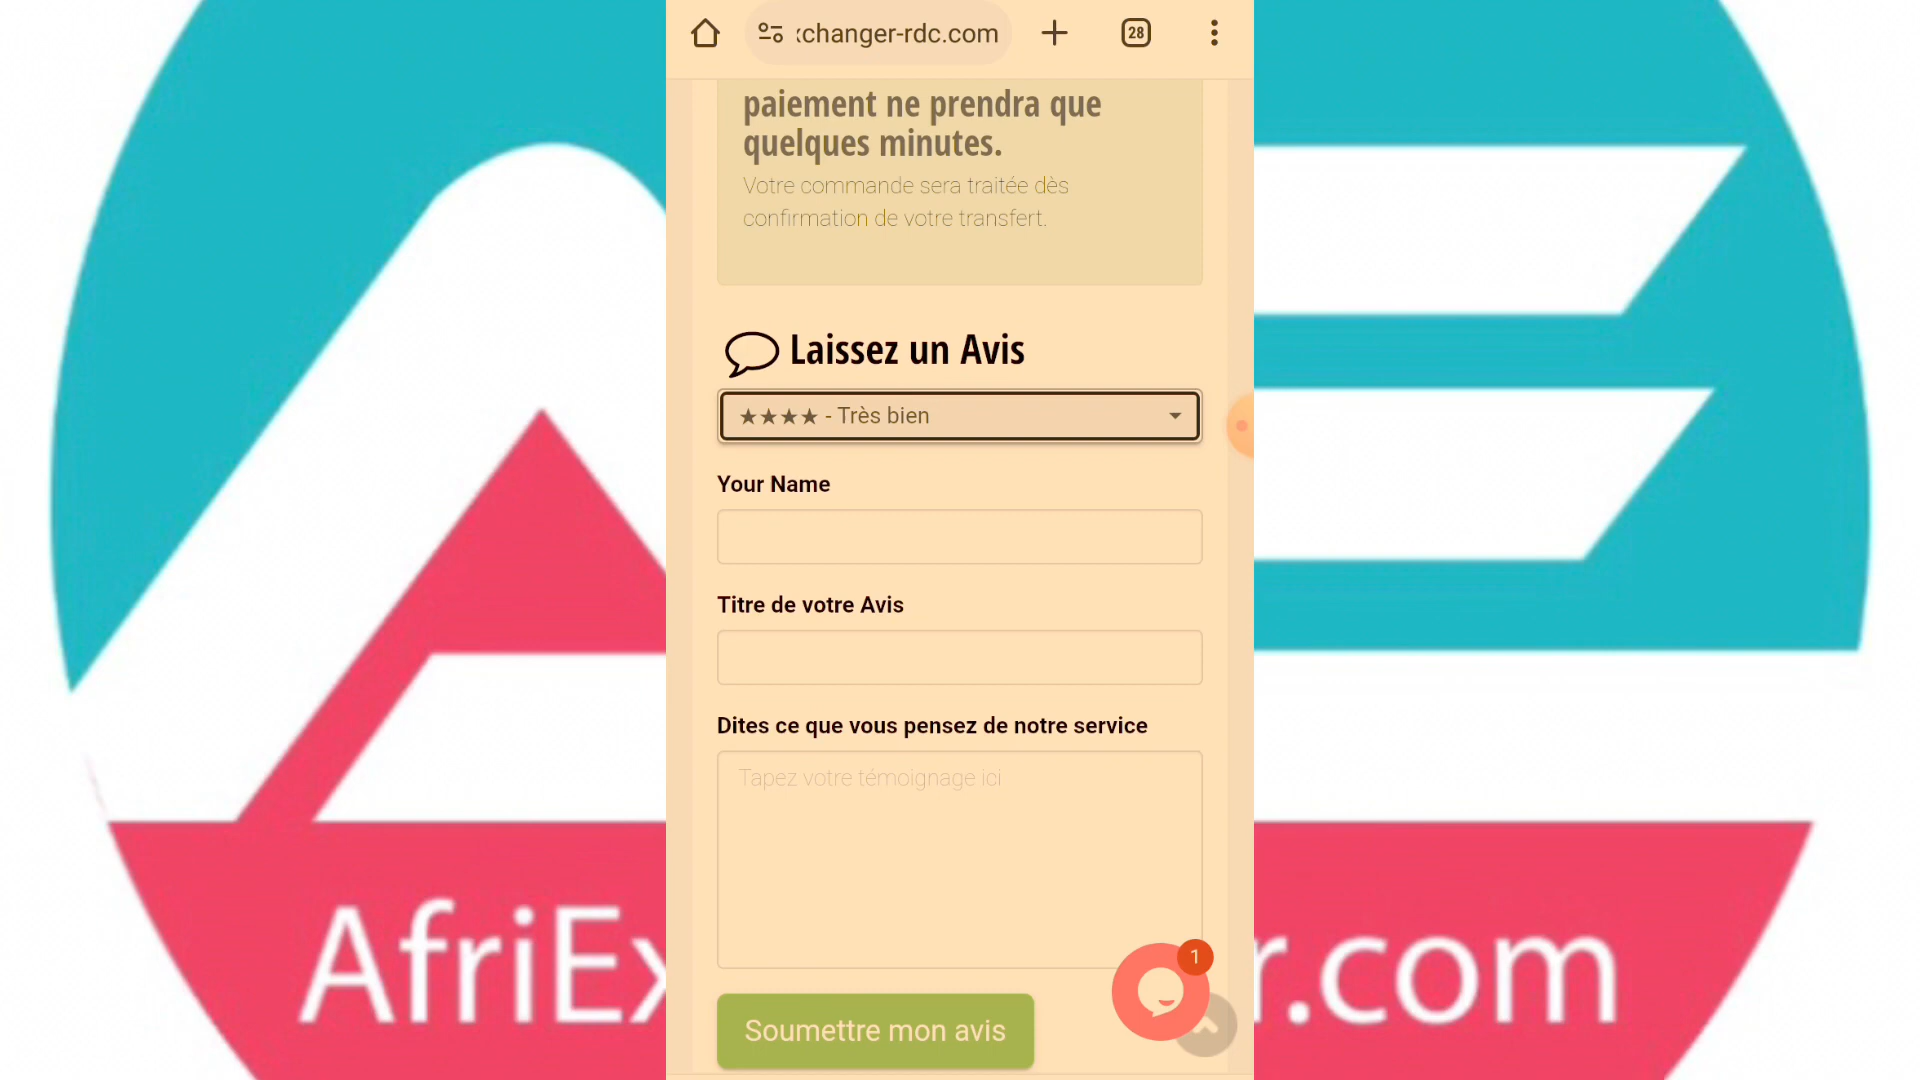 xchanger-rdc.com
28
paiement ne prendra que
quelques minutes.
Votre commande sera traitée dès
confirmation de votre transfert.
Laissez un Avis
★★★★ - Très bien
Your Name
Titre de votre Avis
Dites ce que vous pensez de notre service
Tapez votre témoignage ici
1
Soumettre mon avis
AfriEx
r.com